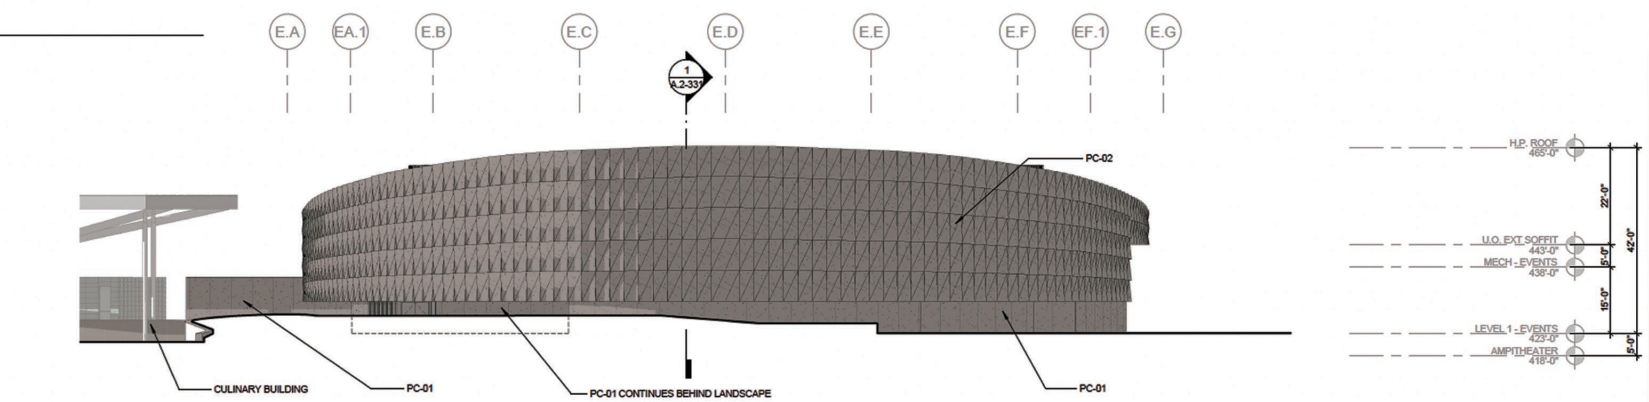 E.A EA.1 E.B E.C E.D E.E E.F EF.1 E.G
1
A.2-331
PC-02
H.P. ROOF
465'-0"
22'-0"
U.O. EXT SOFFIT
443'-0"
42'-0"
5'-0"
MECH - EVENTS
438'-0"
15'-0"
LEVEL 1 - EVENTS
423'-0"
5'-0"
AMPITHEATER
418'-0"
CULINARY BUILDING
PC-01
PC-01 CONTINUES BEHIND LANDSCAPE
PC-01